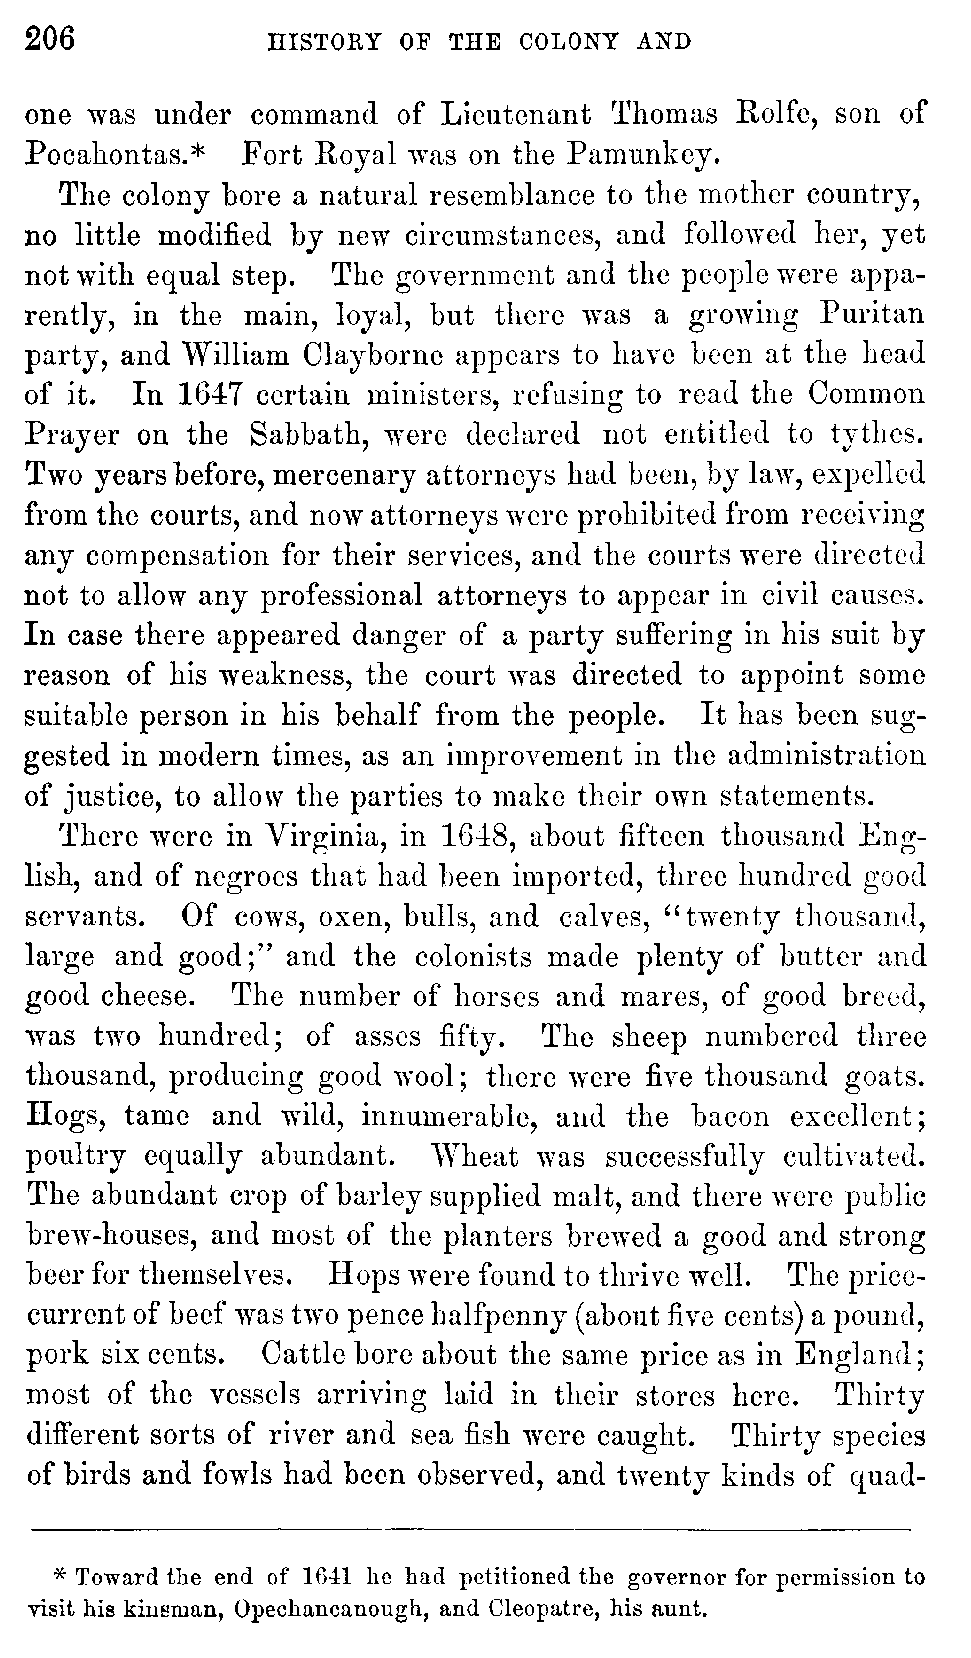 206 HISTORY OF THE COLONY AND
one was under command of Lieutenant Thomas Rolfe, son of
Pocahontas.* Fort Royal was on the Pamunkey.
The colony bore a natural resemblance to the mother country,
no little modified by new circumstances, and followed her, yet
not with equal step. The government and the people were appa-
rently, in the main, loyal, but there was a growing Puritan
party, and William Clayborne appears to have been at the head
of it. In 1647 certain ministers, refusing to read the Common
Prayer on the Sabbath, were declared not entitled to tythes.
Two years before, mercenary attorneys had been, by law, expelled
from the courts, and now attorneys were prohibited from receiving
any compensation for their services, and the courts were directed
not to allow any professional attorneys to appear in civil causes.
In case there appeared danger of a party suffering in his suit by
reason of his weakness, the court was directed to appoint some
suitable person in his behalf from the people. It has been sug-
gested in modern times, as an improvement in the administration
of justice, to allow the parties to make their own statements.
There were in Virginia, in 1648, about fifteen thousand Eng-
lish, and of negroes that had been imported, three hundred good
servants. Of cows, oxen, bulls, and calves, "twenty thousand,
large and good;" and the colonists made plenty of butter and
good cheese. The number of horses and mares, of good breed,
was two hundred; of asses fifty. The sheep numbered three
thousand, producing good wool; there were five thousand goats.
Hogs, tame and wild, innumerable, and the bacon excellent;
poultry equally abundant. Wheat was successfully cultivated.
The abundant crop of barley supplied malt, and there were public
brew-houses, and most of the planters brewed a good and strong
beer for themselves. Hops were found to thrive well. The price-
current of beef was two pence halfpenny (about five cents) a pound,
pork six cents. Cattle bore about the same price as in England;
most of the vessels arriving laid in their stores here. Thirty
different sorts of river and sea fish were caught. Thirty species
of birds and fowls had been observed, and twenty kinds of quad-
* Toward the end of 1641 he had petitioned the governor for permission to
visit his kinsman, Opechancanough, and Cleopatre, his aunt.